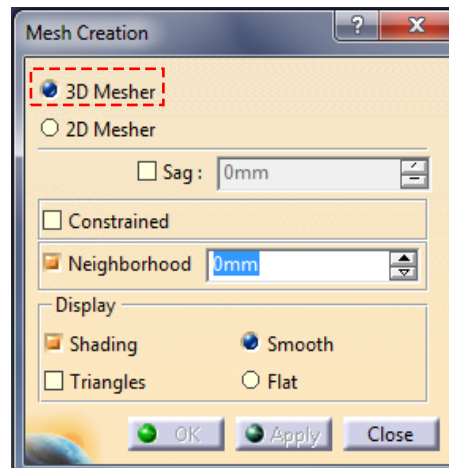 Mesh Creation
3D Mesher
2D Mesher
Sag : 0mm
Constrained
Neighborhood 0mm
Display
Shading Smooth
Triangles Flat
OK Apply Close